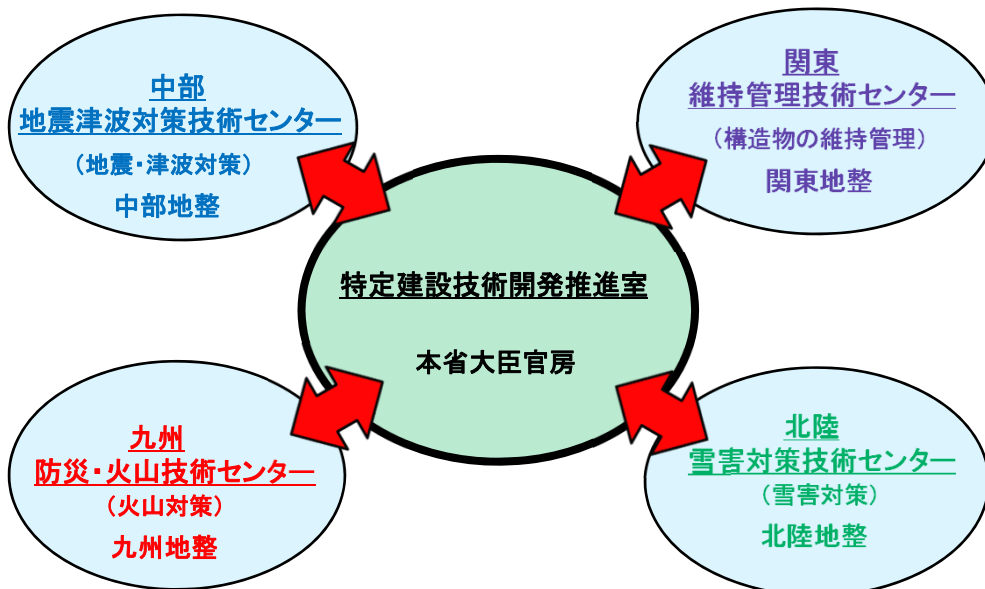 中部
地震津波対策技術センター
（地震・津波対策）
中部地整
関東
維持管理技術センター
（構造物の維持管理）
関東地整
特定建設技術開発推進室
本省大臣官房
九州
防災・火山技術センター
（火山対策）
九州地整
北陸
雪害対策技術センター
（雪害対策）
北陸地整